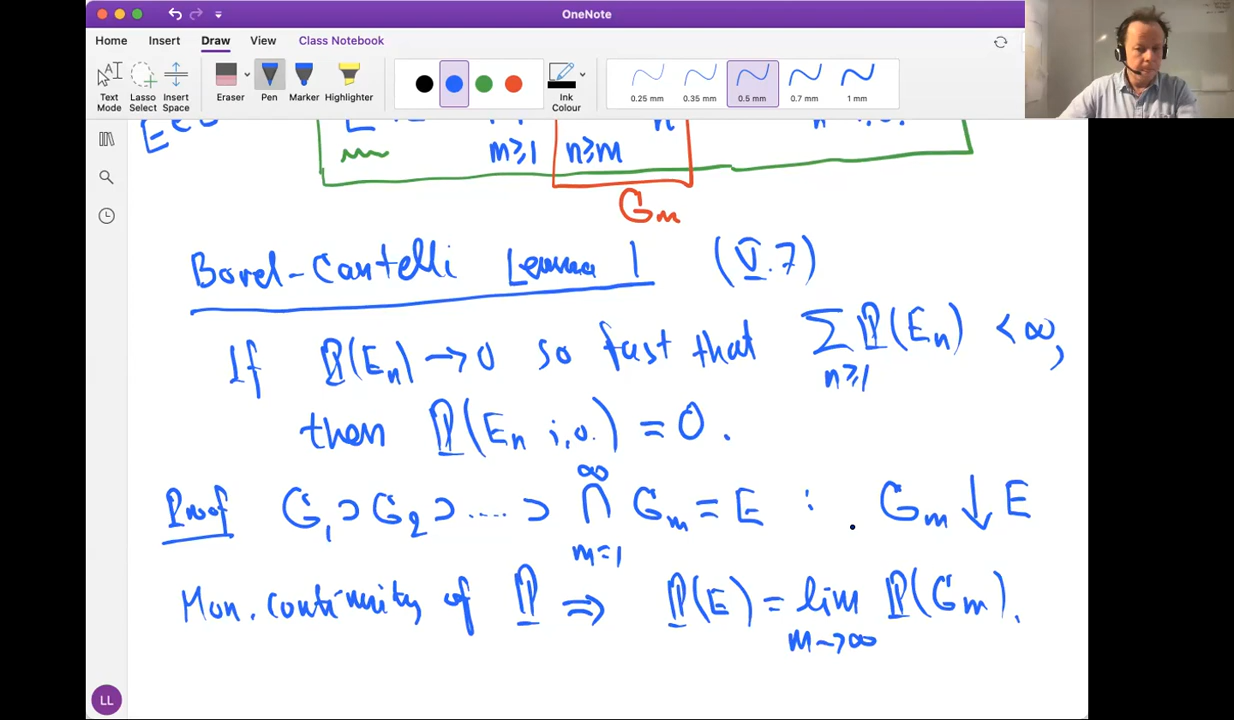 OneNote
Home Insert Draw View Class Notebook
Text Mode Lasso Select Insert Space Eraser Pen Marker Highlighter Ink Colour 0.25 mm 0.35 mm 0.5 mm 0.7 mm 1 mm
m≥1 n≥m
G_m
Borel-Cantelli Lemma 1 (V.7)
If ℙ(E_n) → 0 so fast that ∑_{n≥1} ℙ(E_n) < ∞,
then ℙ(E_n i.o.) = 0.
Proof G_1 ⊃ G_2 ⊃ .... ⊃ ⋂_{m=1}^∞ G_m = E : G_m ↓ E
Mon. continuity of ℙ ⇒ ℙ(E) = lim_{m→∞} ℙ(G_m).
LL